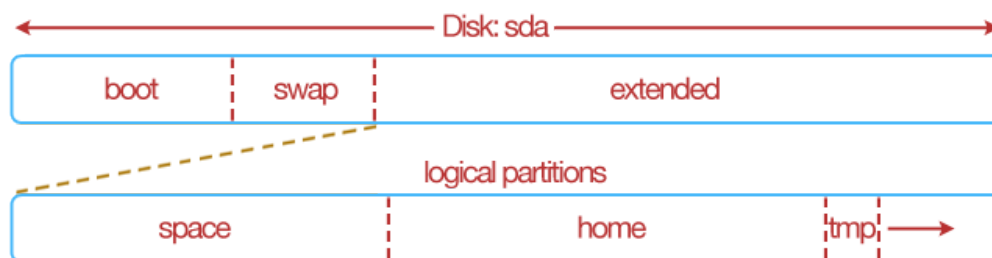 Disk: sda
boot swap extended
logical partitions
space home tmp